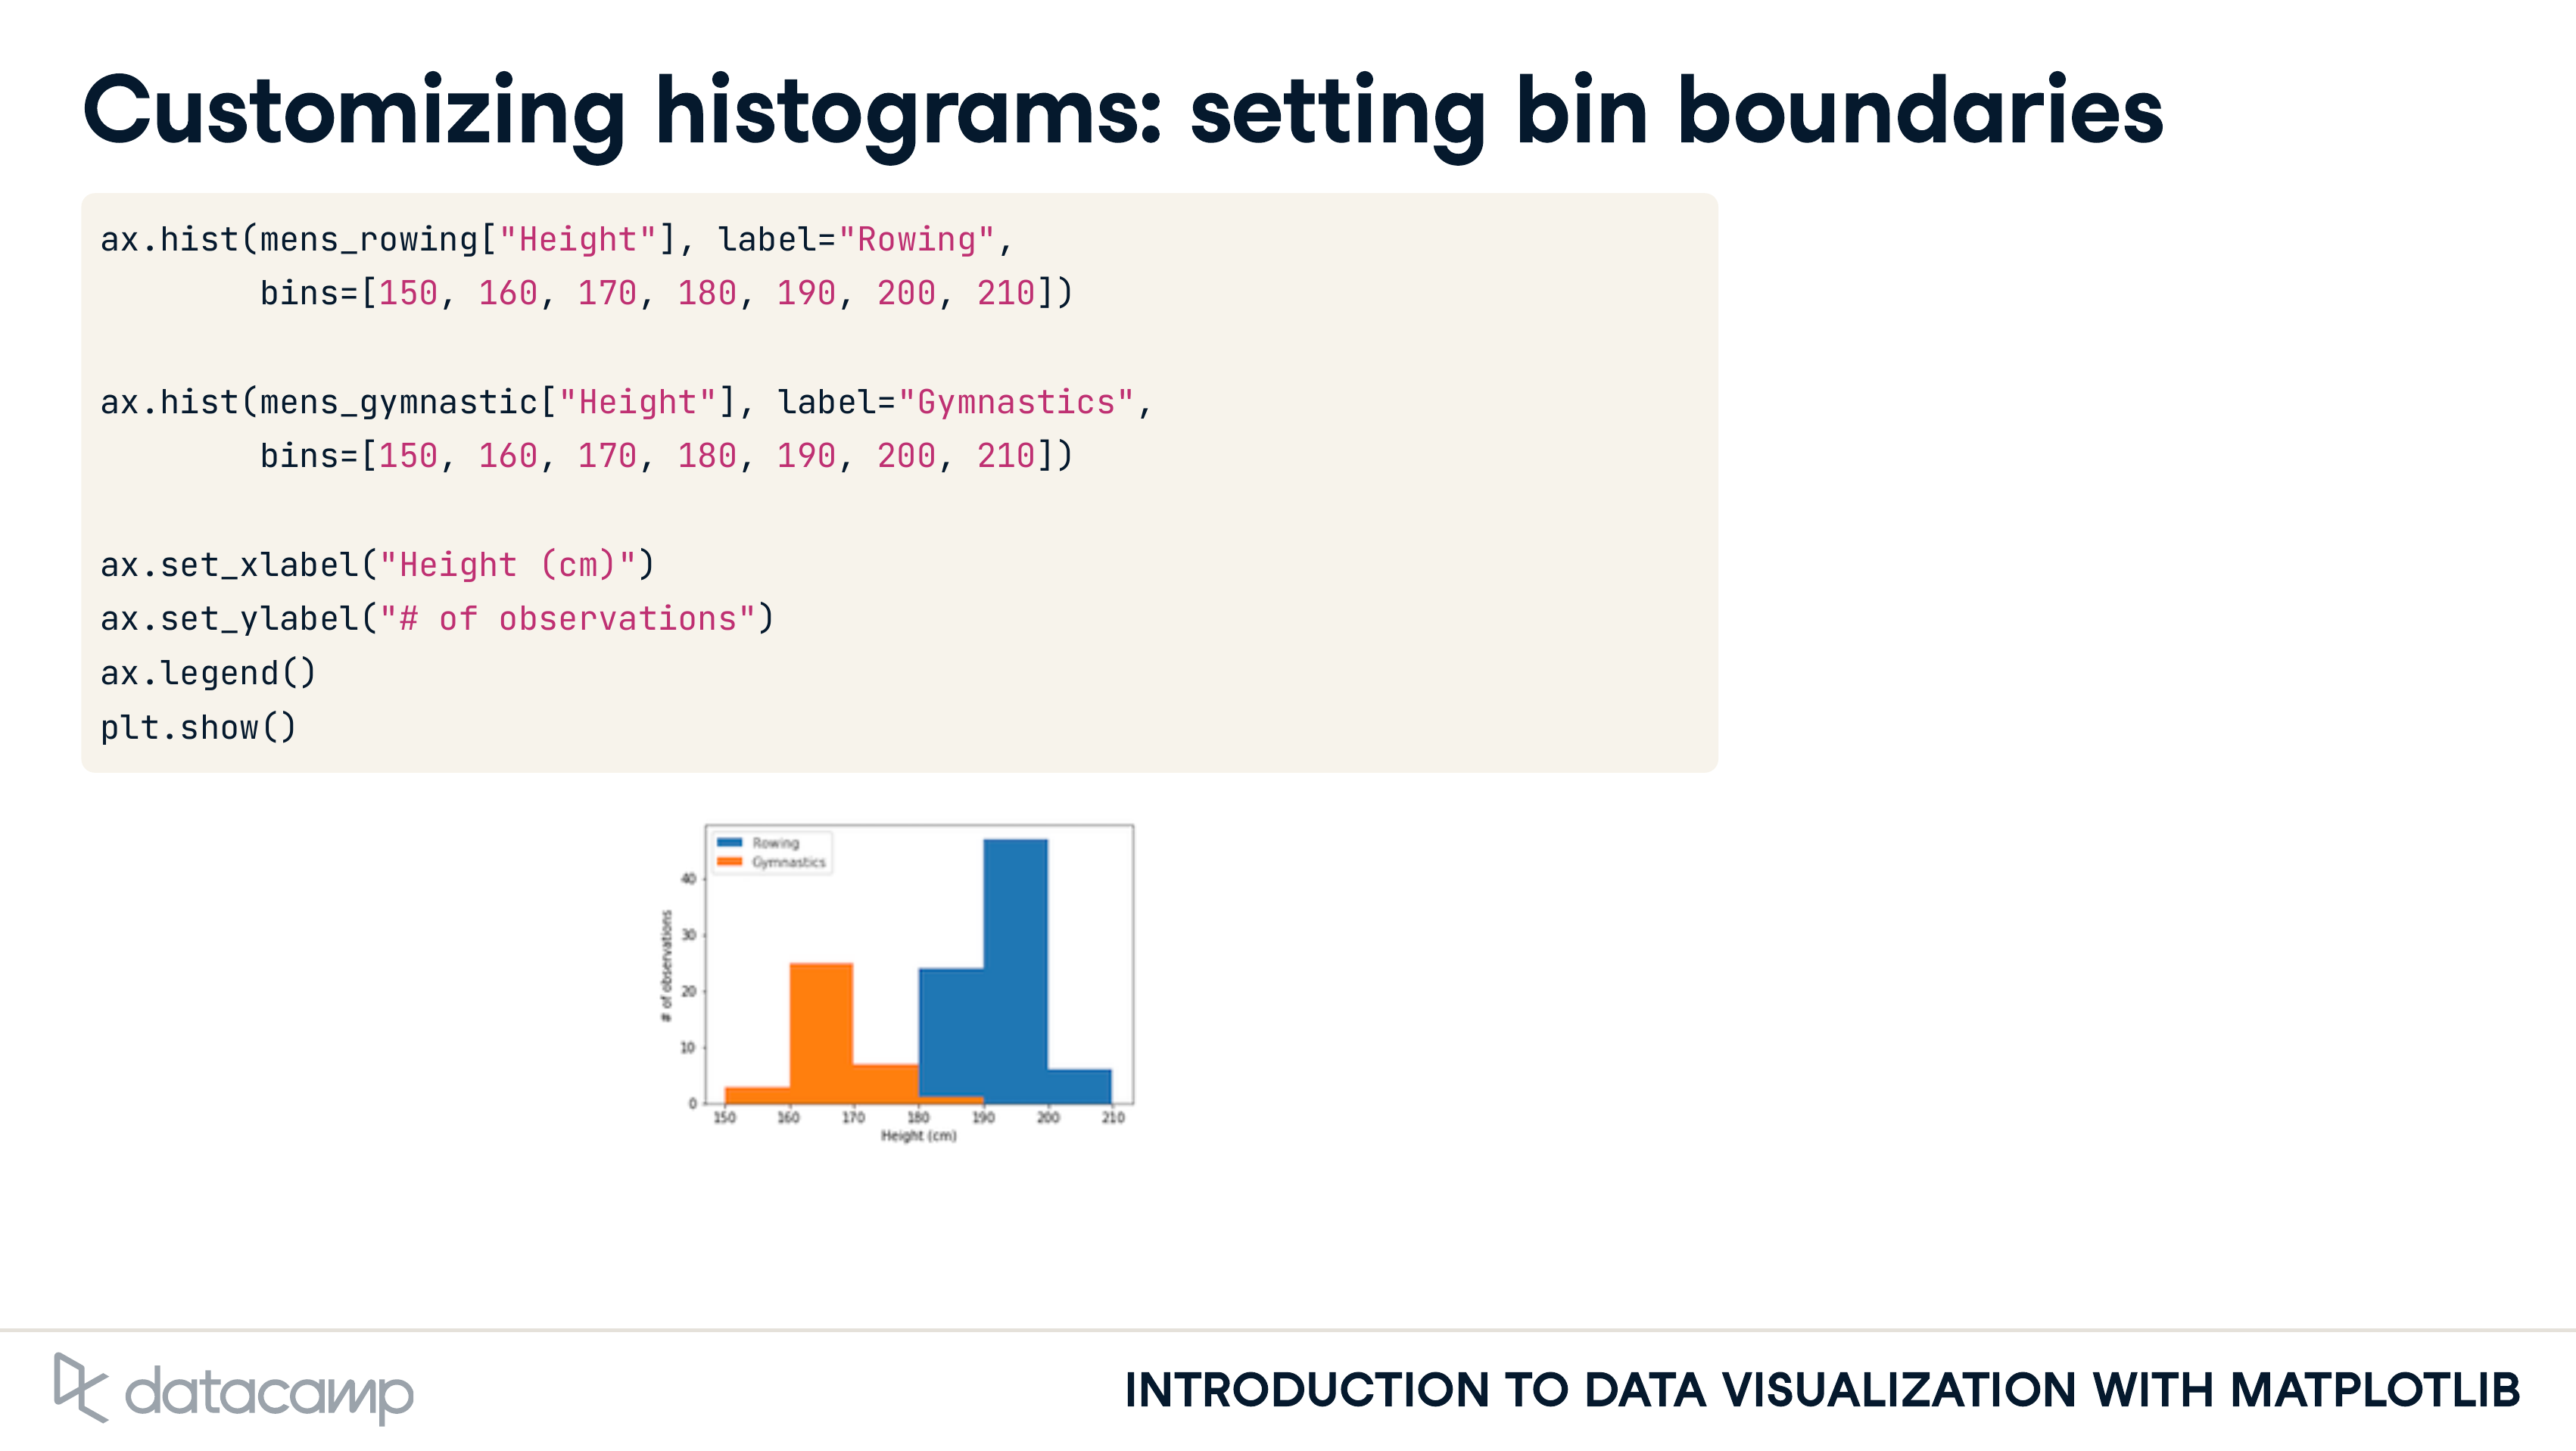 Customizing histograms: setting bin boundaries
ax.hist(mens_rowing["Height"], label="Rowing",
        bins=[150, 160, 170, 180, 190, 200, 210])
ax.hist(mens_gymnastic["Height"], label="Gymnastics",
        bins=[150, 160, 170, 180, 190, 200, 210])
ax.set_xlabel("Height (cm)")
ax.set_ylabel("# of observations")
ax.legend()
plt.show()
Rowing
Gymnastics
40
30
20
10
0
# of observations
150 160 170 180 190 200 210
Height (cm)
datacamp
INTRODUCTION TO DATA VISUALIZATION WITH MATPLOTLIB